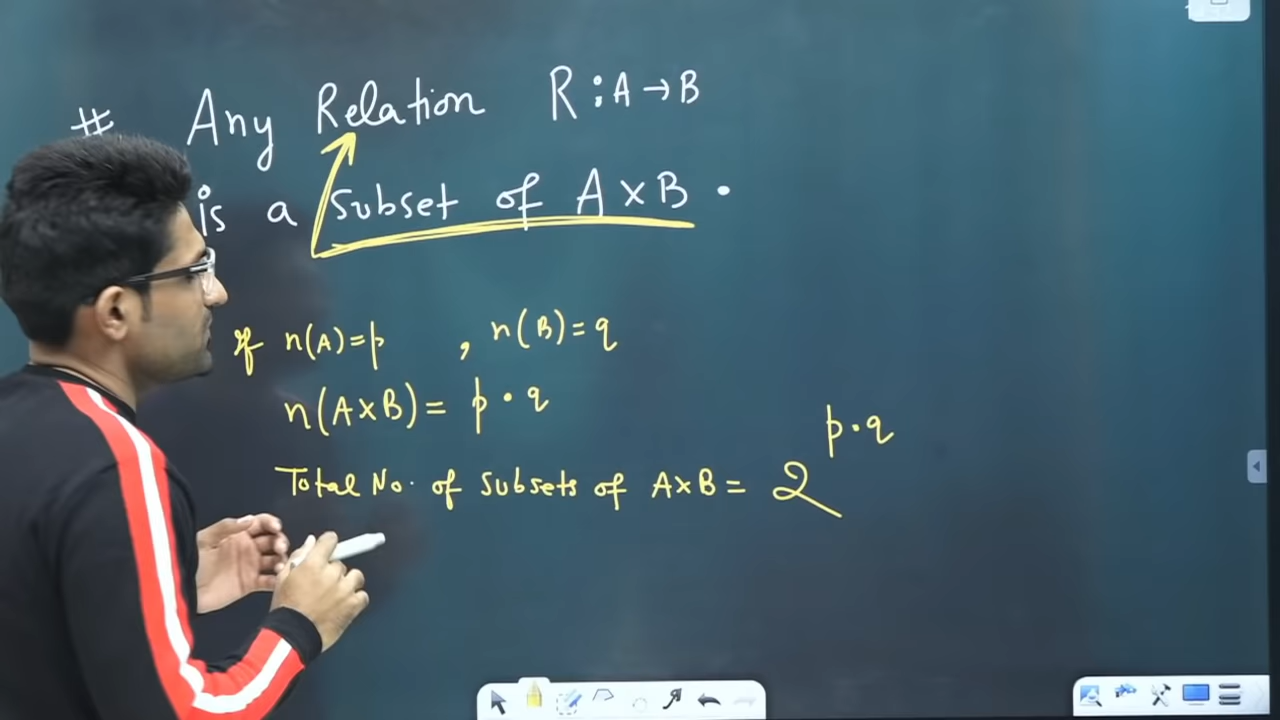 # Any Relation R : A → B
is a subset of A × B .
If n(A) = p , n(B) = q
n(A×B) = p · q
Total No. of subsets of A×B = 2^{p·q}